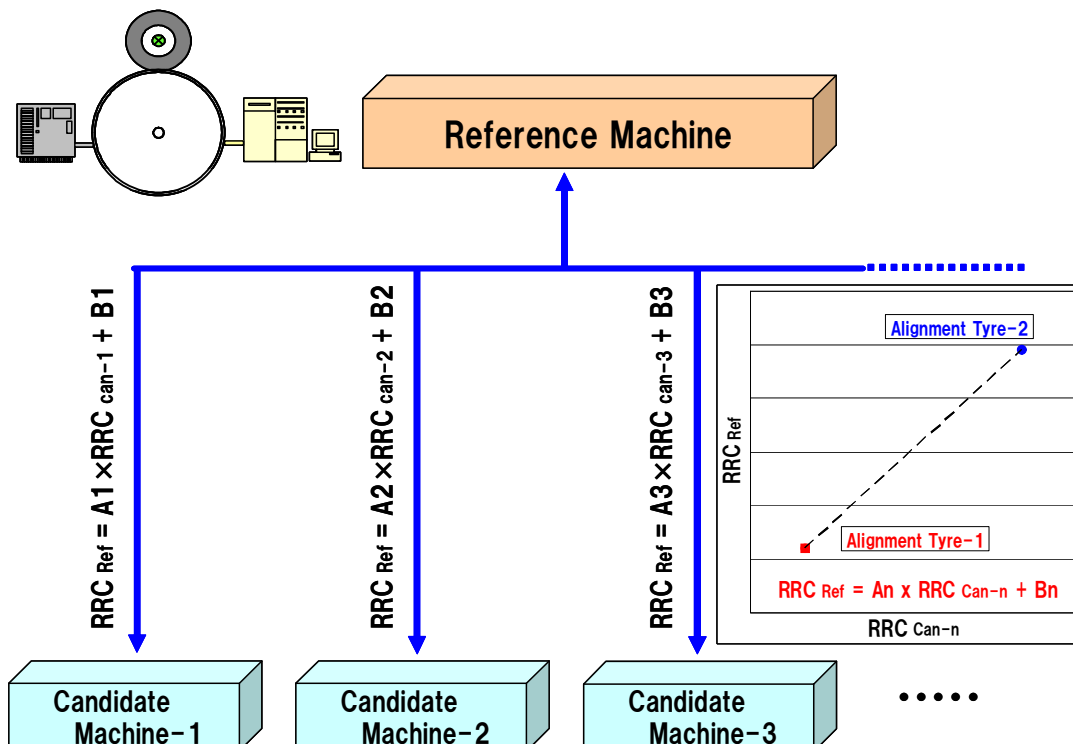 Reference Machine
RRC Ref = A1×RRC can-1 + B1
RRC Ref = A2×RRC can-2 + B2
RRC Ref = A3×RRC can-3 + B3
Alignment Tyre-2
RRC Ref
Alignment Tyre-1
RRC Ref = An x RRC Can-n + Bn
RRC Can-n
Candidate
Machine-1
Candidate
Machine-2
Candidate
Machine-3